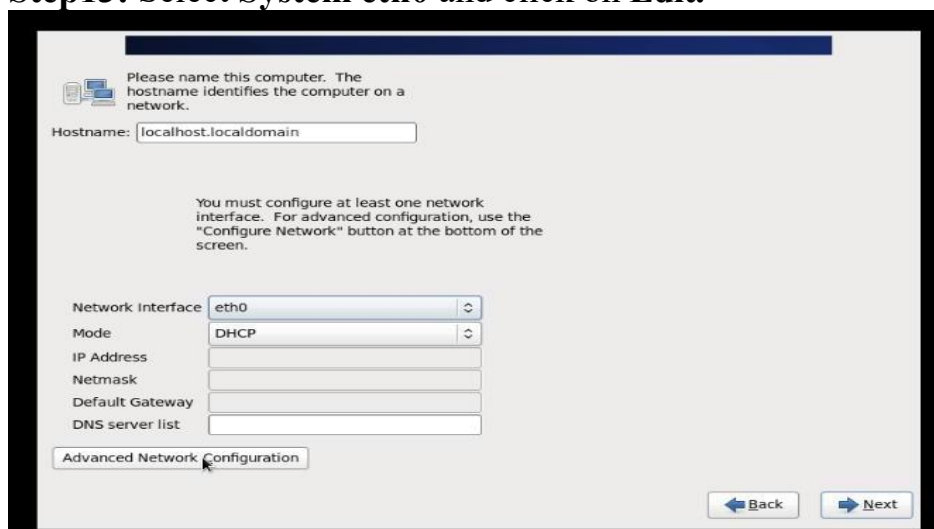 Step13: Select System eth0 and click on Edit.
Please name this computer. The
hostname identifies the computer on a
network.
Hostname: localhost.localdomain
You must configure at least one network
interface. For advanced configuration, use the
"Configure Network" button at the bottom of the
screen.
Network Interface eth0
Mode DHCP
IP Address
Netmask
Default Gateway
DNS server list
Advanced Network Configuration
Back Next